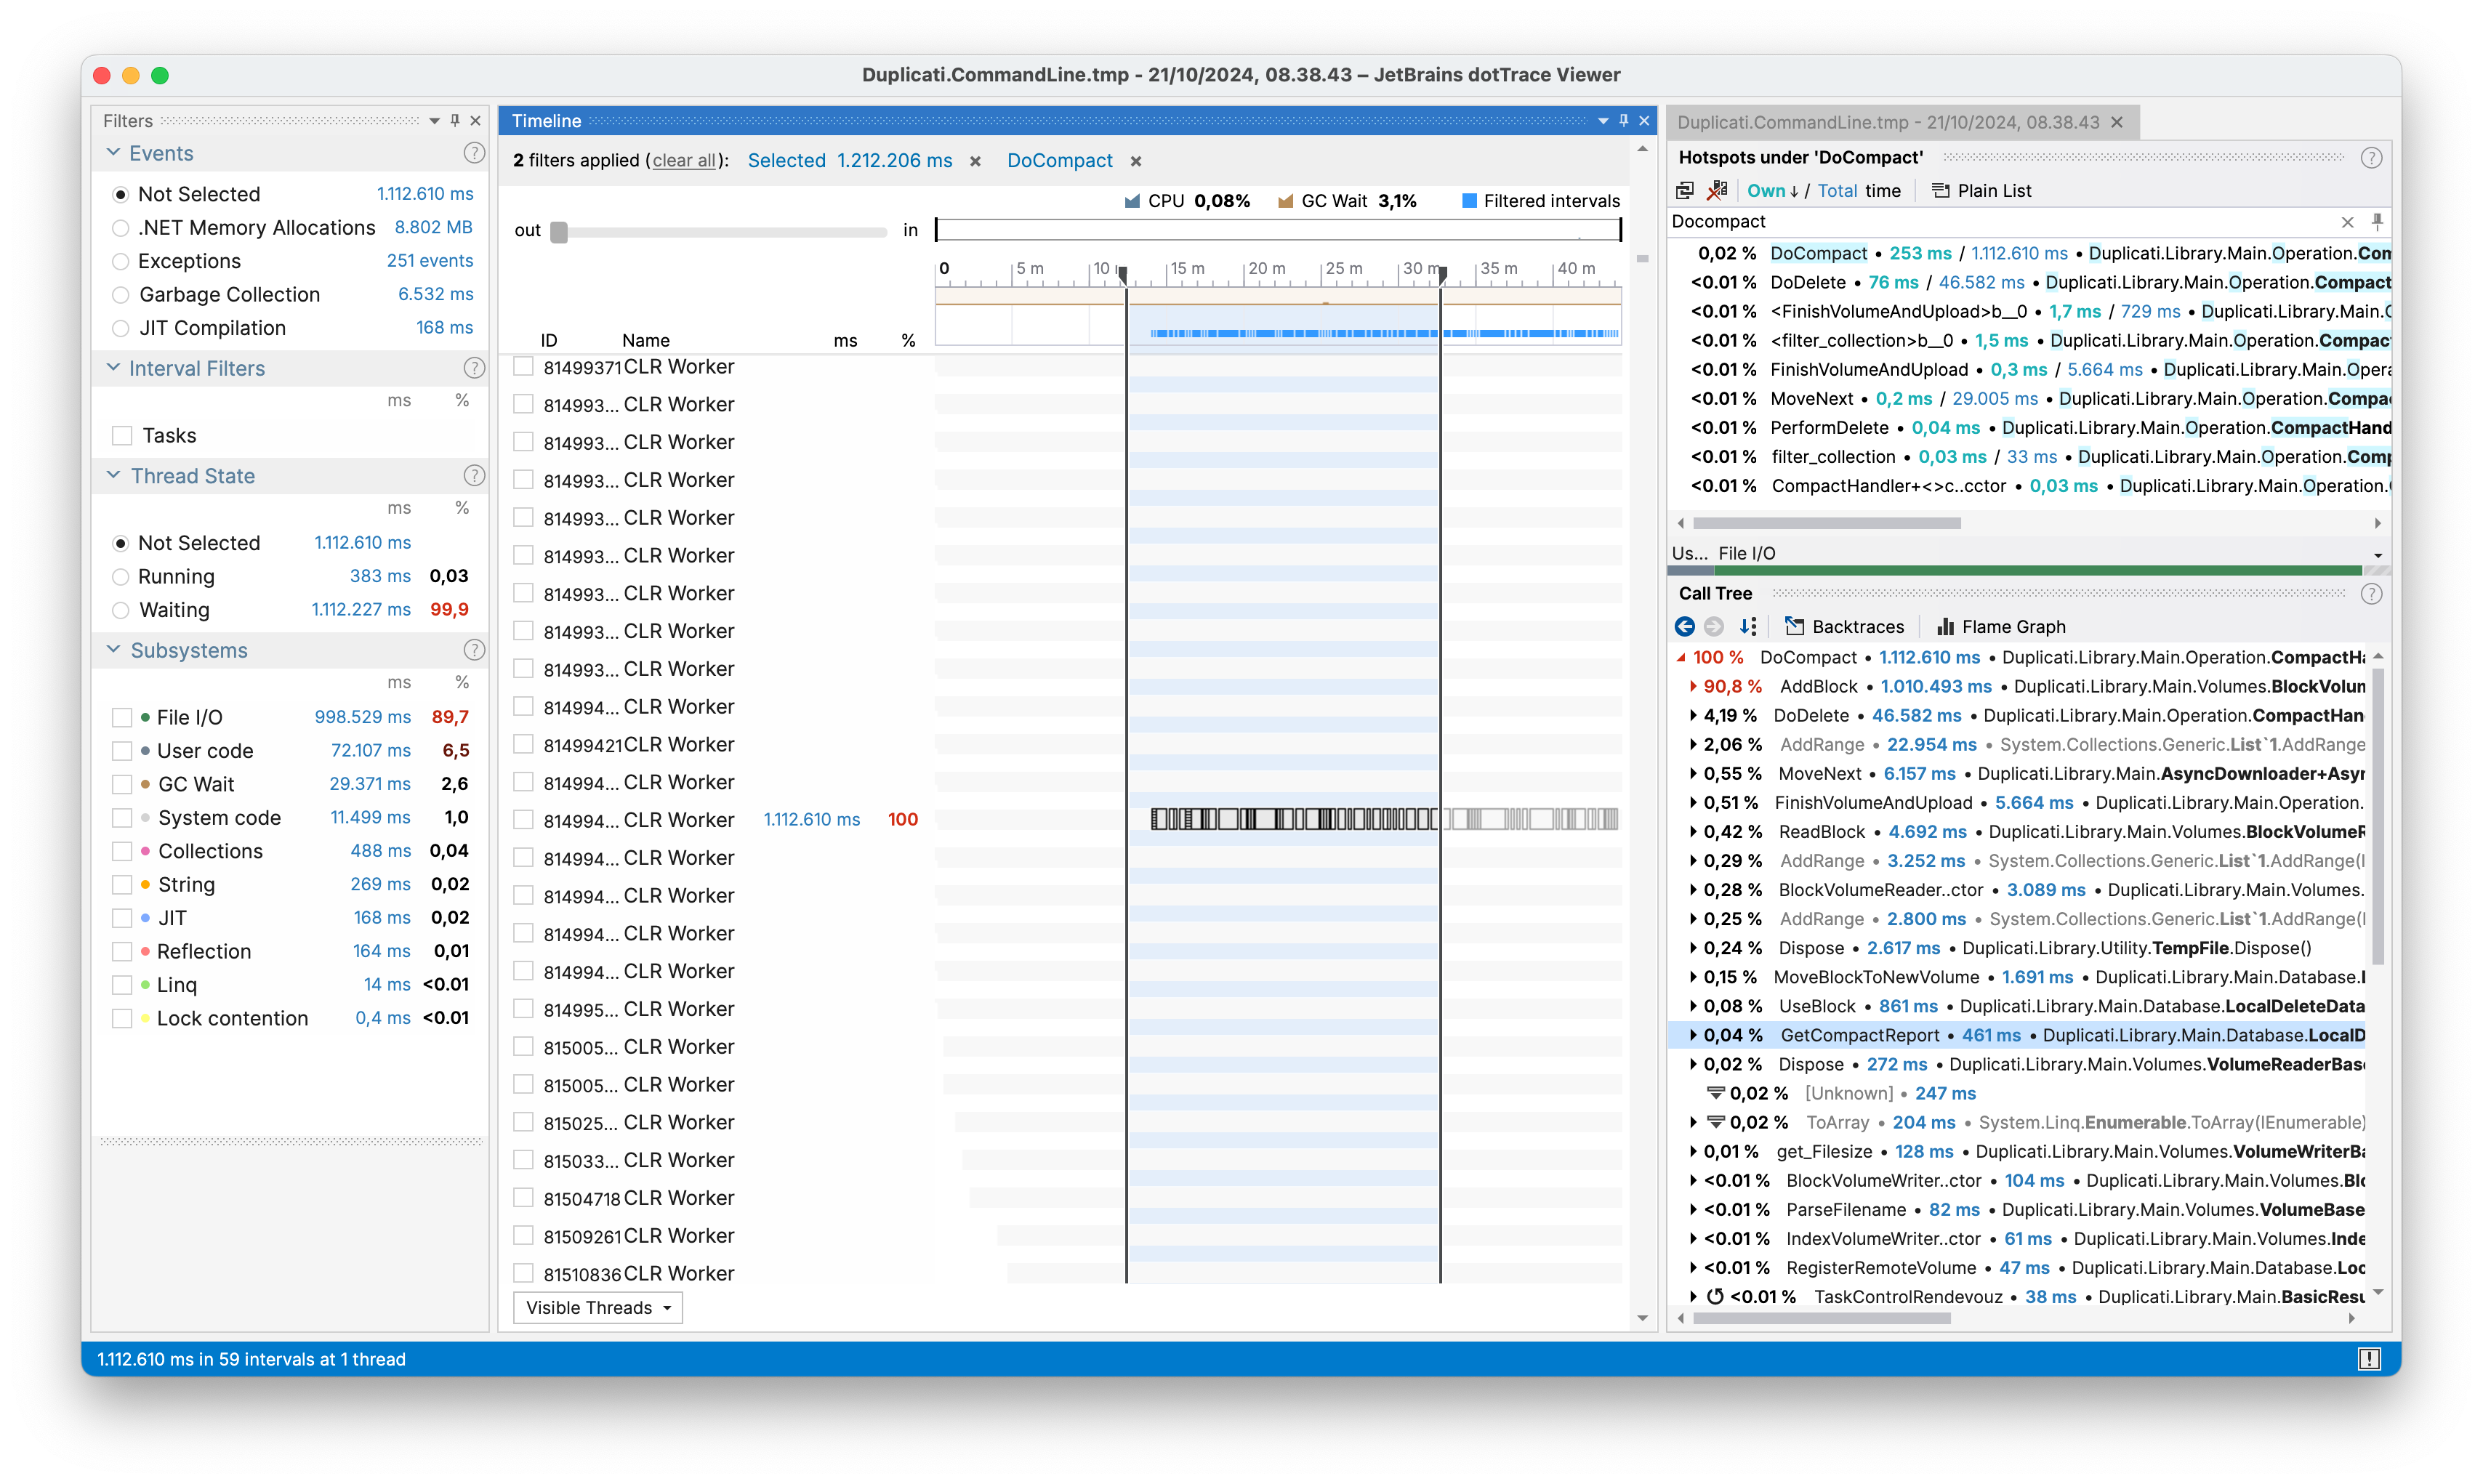 Duplicati.CommandLine.tmp - 21/10/2024, 08.38.43 – JetBrains dotTrace Viewer
Filters
Events
Not Selected 1.112.610 ms
.NET Memory Allocations 8.802 MB
Exceptions 251 events
Garbage Collection 6.532 ms
JIT Compilation 168 ms
Interval Filters
ms %
Tasks
Thread State
ms %
Not Selected 1.112.610 ms
Running 383 ms 0,03
Waiting 1.112.227 ms 99,9
Subsystems
ms %
File I/O 998.529 ms 89,7
User code 72.107 ms 6,5
GC Wait 29.371 ms 2,6
System code 11.499 ms 1,0
Collections 488 ms 0,04
String 269 ms 0,02
JIT 168 ms 0,02
Reflection 164 ms 0,01
Linq 14 ms <0.01
Lock contention 0,4 ms <0.01
Timeline
2 filters applied (clear all): Selected 1.212.206 ms × DoCompact ×
CPU 0,08% GC Wait 3,1% Filtered intervals
out in
0 5 m 10 15 m 20 m 25 m 30 m 35 m 40 m
ID Name ms %
81499371 CLR Worker
814993... CLR Worker
814993... CLR Worker
814993... CLR Worker
814993... CLR Worker
814993... CLR Worker
814993... CLR Worker
814993... CLR Worker
814993... CLR Worker
814994... CLR Worker
81499421 CLR Worker
814994... CLR Worker
814994... CLR Worker 1.112.610 ms 100
814994... CLR Worker
814994... CLR Worker
814994... CLR Worker
814994... CLR Worker
814995... CLR Worker
815005... CLR Worker
815005... CLR Worker
815025... CLR Worker
815033... CLR Worker
81504718 CLR Worker
81509261 CLR Worker
81510836 CLR Worker
Visible Threads
Duplicati.CommandLine.tmp - 21/10/2024, 08.38.43
Hotspots under 'DoCompact'
Own ↓ / Total time Plain List
Docompact
0,02 % DoCompact • 253 ms / 1.112.610 ms • Duplicati.Library.Main.Operation.Com
<0.01 % DoDelete • 76 ms / 46.582 ms • Duplicati.Library.Main.Operation.Compact
<0.01 % <FinishVolumeAndUpload>b__0 • 1,7 ms / 729 ms • Duplicati.Library.Main.
<0.01 % <filter_collection>b__0 • 1,5 ms • Duplicati.Library.Main.Operation.Compac
<0.01 % FinishVolumeAndUpload • 0,3 ms / 5.664 ms • Duplicati.Library.Main.Opera
<0.01 % MoveNext • 0,2 ms / 29.005 ms • Duplicati.Library.Main.Operation.Compa
<0.01 % PerformDelete • 0,04 ms • Duplicati.Library.Main.Operation.CompactHand
<0.01 % filter_collection • 0,03 ms / 33 ms • Duplicati.Library.Main.Operation.Comp
<0.01 % CompactHandler+<>c..cctor • 0,03 ms • Duplicati.Library.Main.Operation.
Us... File I/O
Call Tree
Backtraces Flame Graph
100 % DoCompact • 1.112.610 ms • Duplicati.Library.Main.Operation.CompactHa
90,8 % AddBlock • 1.010.493 ms • Duplicati.Library.Main.Volumes.BlockVolum
4,19 % DoDelete • 46.582 ms • Duplicati.Library.Main.Operation.CompactHan
2,06 % AddRange • 22.954 ms • System.Collections.Generic.List`1.AddRange
0,55 % MoveNext • 6.157 ms • Duplicati.Library.Main.AsyncDownloader+Asyn
0,51 % FinishVolumeAndUpload • 5.664 ms • Duplicati.Library.Main.Operation.
0,42 % ReadBlock • 4.692 ms • Duplicati.Library.Main.Volumes.BlockVolumeR
0,29 % AddRange • 3.252 ms • System.Collections.Generic.List`1.AddRange(I
0,28 % BlockVolumeReader..ctor • 3.089 ms • Duplicati.Library.Main.Volumes.
0,25 % AddRange • 2.800 ms • System.Collections.Generic.List`1.AddRange(I
0,24 % Dispose • 2.617 ms • Duplicati.Library.Utility.TempFile.Dispose()
0,15 % MoveBlockToNewVolume • 1.691 ms • Duplicati.Library.Main.Database.
0,08 % UseBlock • 861 ms • Duplicati.Library.Main.Database.LocalDeleteData
0,04 % GetCompactReport • 461 ms • Duplicati.Library.Main.Database.LocalD
0,02 % Dispose • 272 ms • Duplicati.Library.Main.Volumes.VolumeReaderBas
0,02 % [Unknown] • 247 ms
0,02 % ToArray • 204 ms • System.Linq.Enumerable.ToArray(IEnumerable)
0,01 % get_Filesize • 128 ms • Duplicati.Library.Main.Volumes.VolumeWriterBa
<0.01 % BlockVolumeWriter..ctor • 104 ms • Duplicati.Library.Main.Volumes.Blo
<0.01 % ParseFilename • 82 ms • Duplicati.Library.Main.Volumes.VolumeBase
<0.01 % IndexVolumeWriter..ctor • 61 ms • Duplicati.Library.Main.Volumes.Inde
<0.01 % RegisterRemoteVolume • 47 ms • Duplicati.Library.Main.Database.Loc
<0.01 % TaskControlRendevouz • 38 ms • Duplicati.Library.Main.BasicResu
1.112.610 ms in 59 intervals at 1 thread